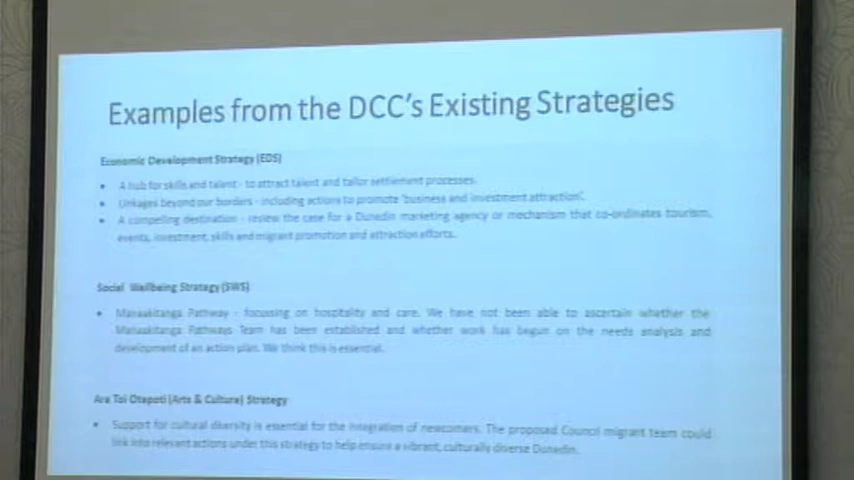 Examples from the DCC's Existing Strategies
Economic Development Strategy (EDS)
• A hub for skills and talent - to attract talent and tailor settlement processes.
• Linkages beyond our borders - including actions to promote 'business and investment attraction'.
• A compelling destination - review the case for a Dunedin marketing agency or mechanism that co-ordinates tourism,
events, investment, skills and migrant promotion and attraction efforts.
Social Wellbeing Strategy (SWS)
• Manaakitanga Pathway - focussing on hospitality and care. We have not been able to ascertain whether the
Manaakitanga Pathways Team has been established and whether work has begun on the needs analysis and
development of an action plan. We think this is essential.
Ara Toi Otepoti (Arts & Culture) Strategy
• Support for cultural diversity is essential for the integration of newcomers. The proposed Council migrant team could
link into relevant actions under this strategy to help ensure a vibrant, culturally diverse Dunedin.